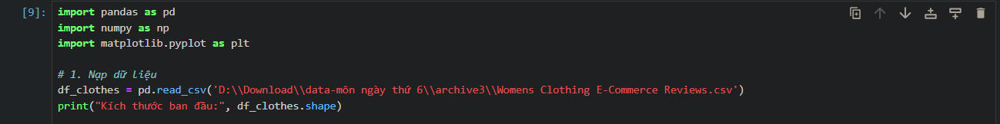 [9]:
import pandas as pd
import numpy as np
import matplotlib.pyplot as plt
# 1. Nạp dữ liệu
df_clothes = pd.read_csv('D:\\Download\\data-môn ngày thứ 6\\archive3\\Womens Clothing E-Commerce Reviews.csv')
print("Kích thước ban đầu:", df_clothes.shape)